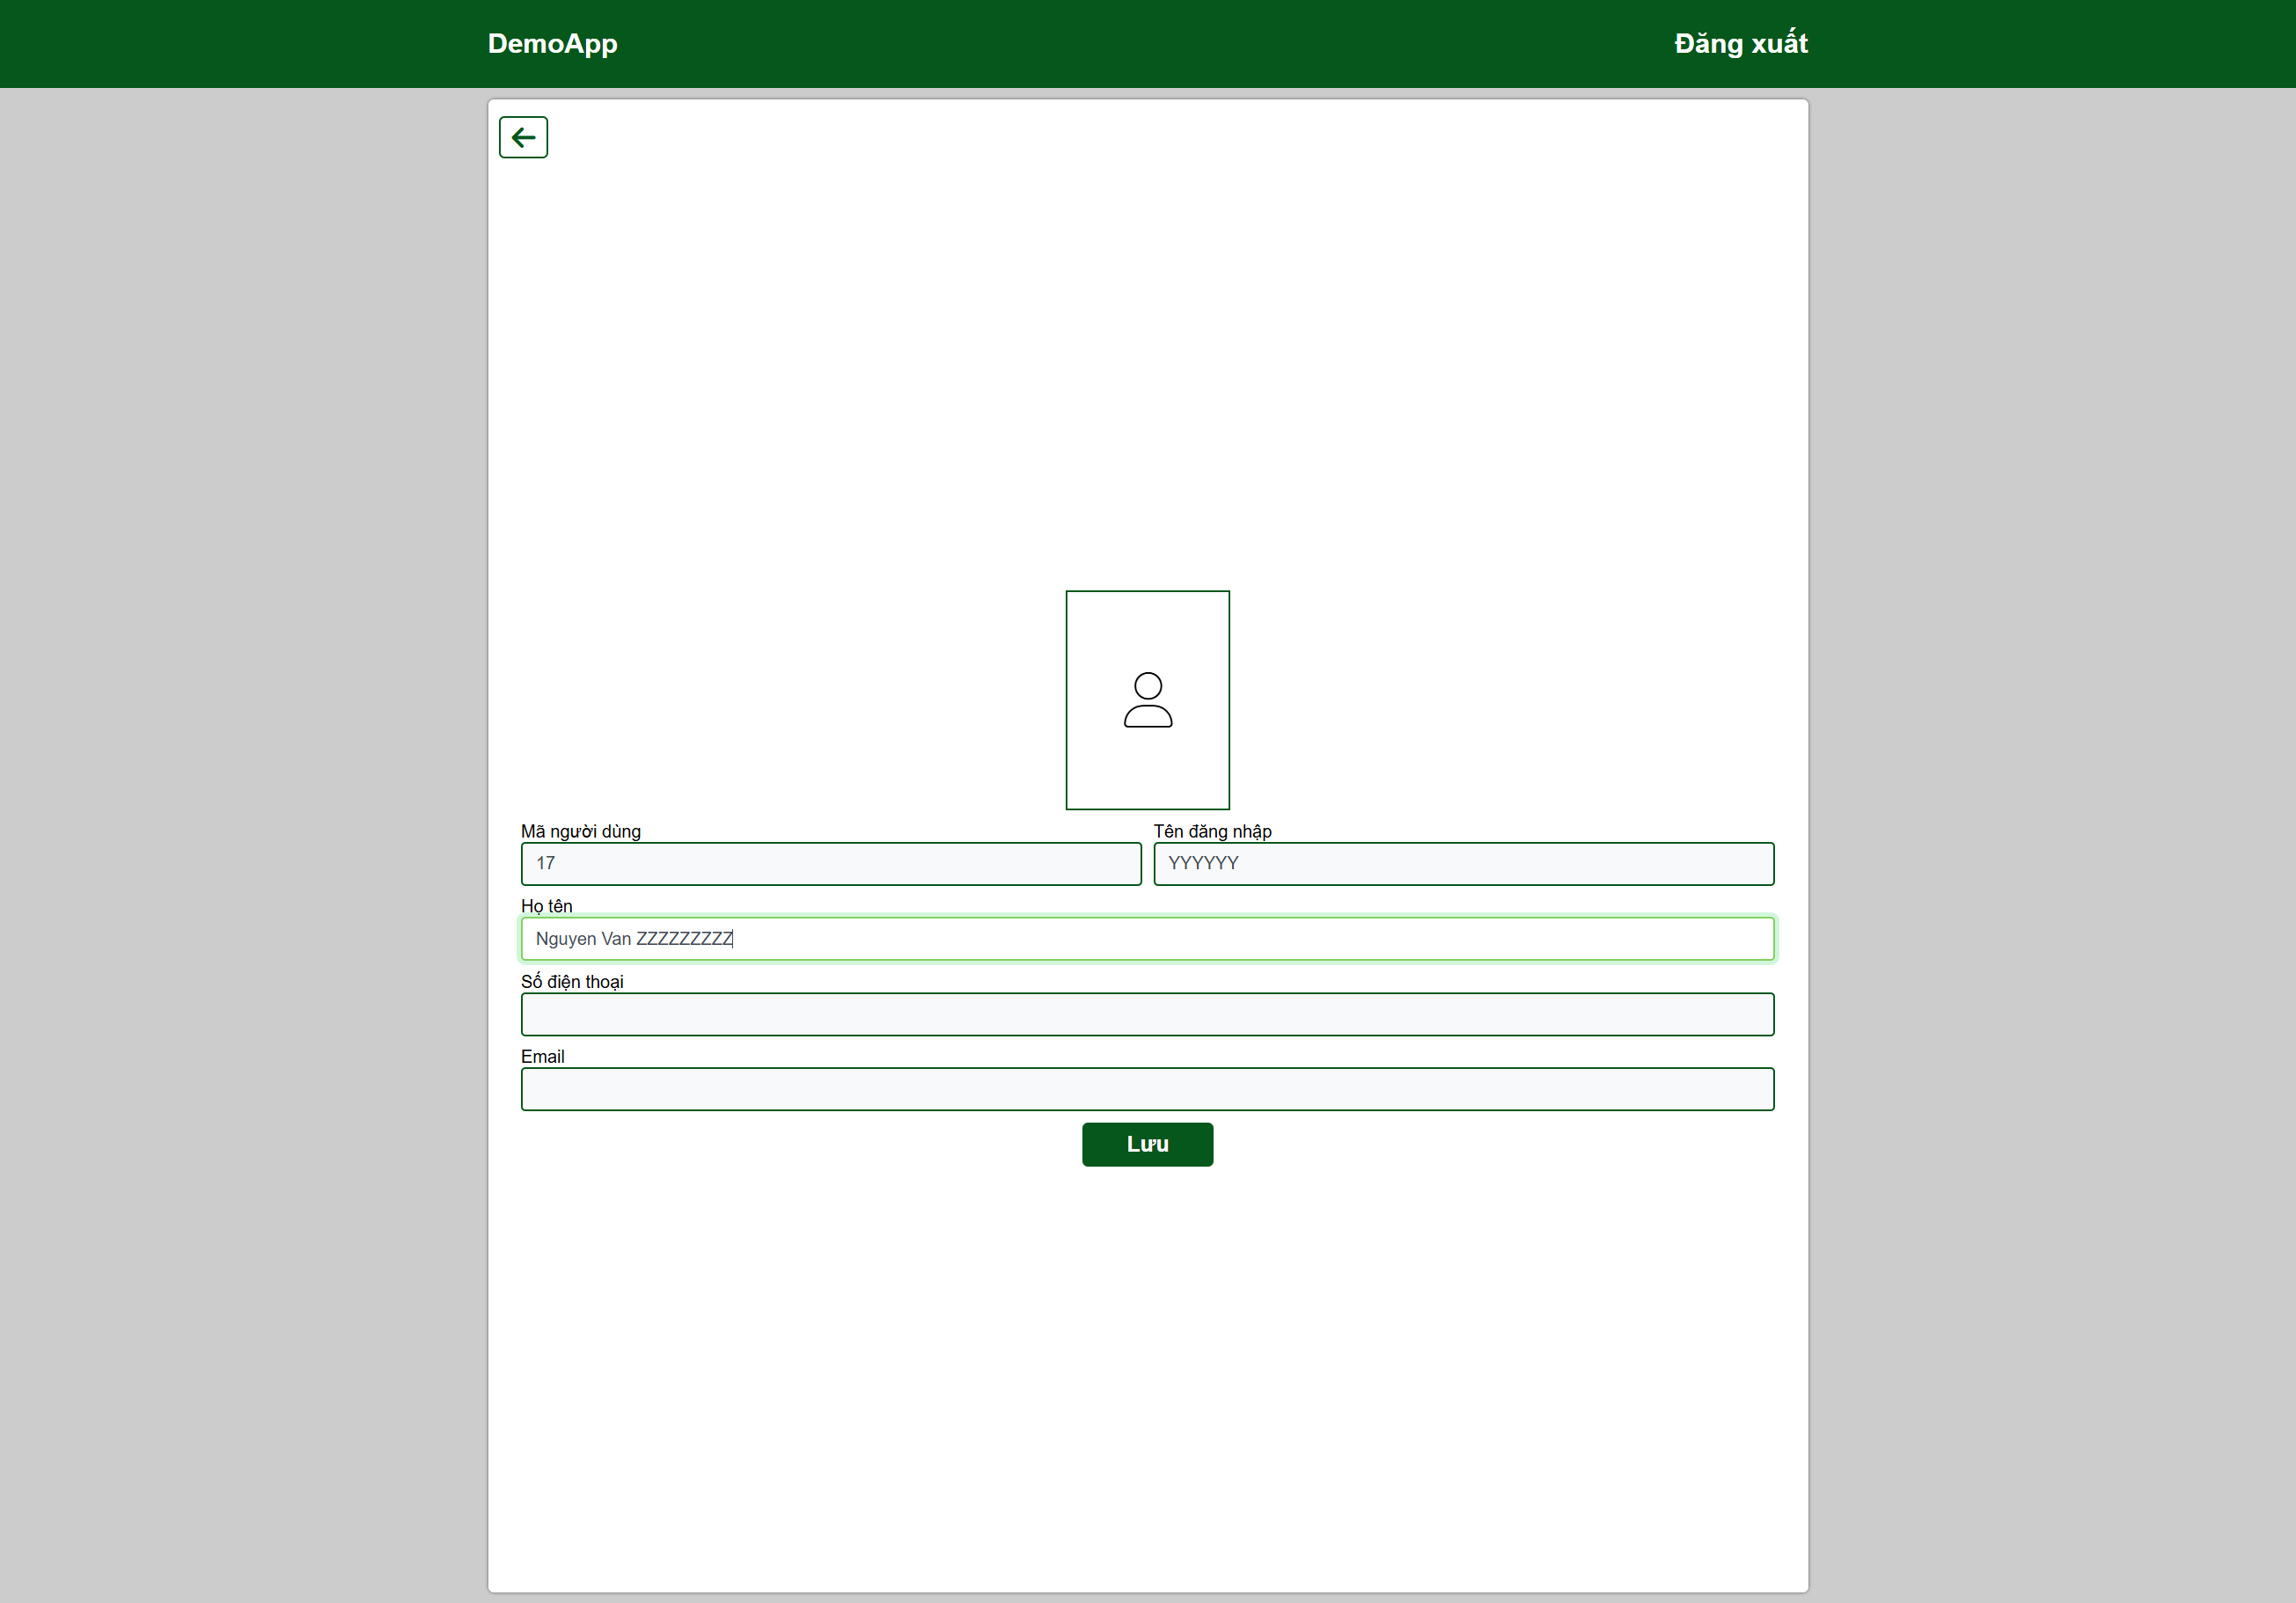 DemoApp
Đăng xuất
Mã người dùng
Tên đăng nhập
17
YYYYYY
Họ tên
Nguyen Van ZZZZZZZZZ
Số điện thoại
Email
Lưu